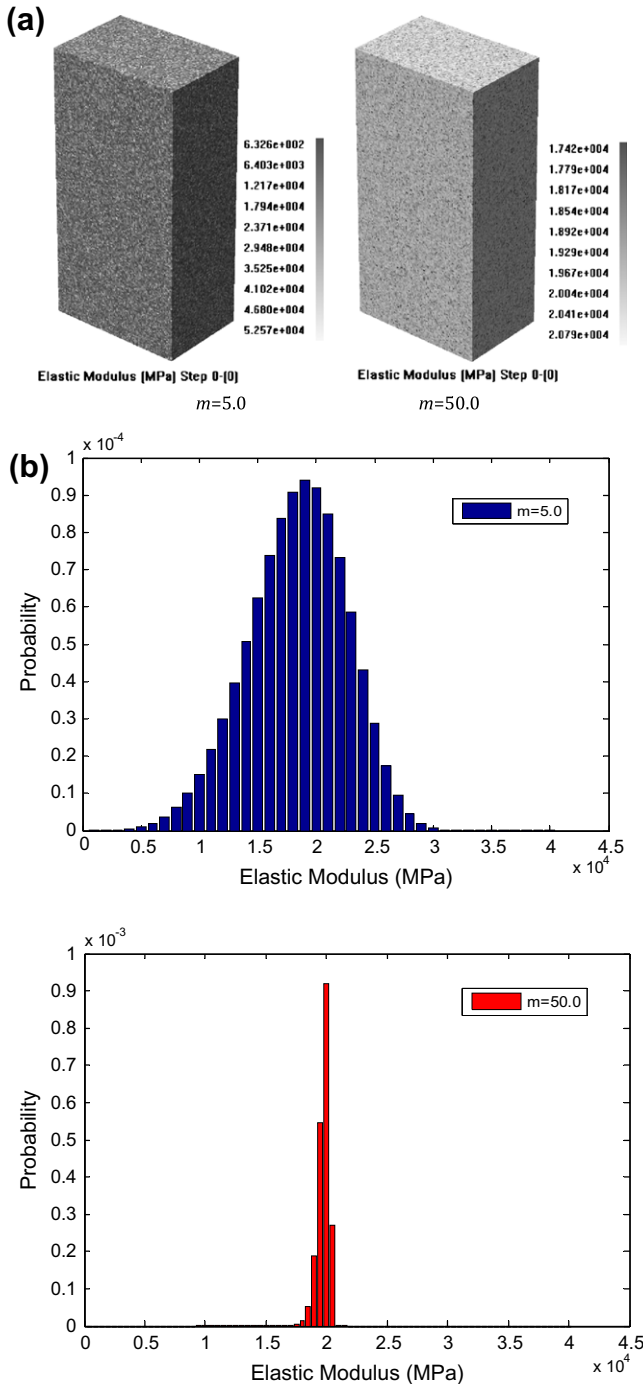 (a)
6.326e+002
6.403e+003
1.217e+004
1.794e+004
2.371e+004
2.948e+004
3.525e+004
4.102e+004
4.680e+004
5.257e+004
Elastic Modulus (MPa) Step 0-(0)
m=5.0
1.742e+004
1.779e+004
1.817e+004
1.854e+004
1.892e+004
1.929e+004
1.967e+004
2.004e+004
2.041e+004
2.079e+004
Elastic Modulus (MPa) Step 0-(0)
m=50.0
(b)
x 10-4
1
0.9
0.8
0.7
0.6
0.5
0.4
0.3
0.2
0.1
0
Probability
m=5.0
0 0.5 1 1.5 2 2.5 3 3.5 4 4.5
x 104
Elastic Modulus (MPa)
x 10-3
1
0.9
0.8
0.7
0.6
0.5
0.4
0.3
0.2
0.1
0
Probability
m=50.0
0 0.5 1 1.5 2 2.5 3 3.5 4 4.5
x 104
Elastic Modulus (MPa)